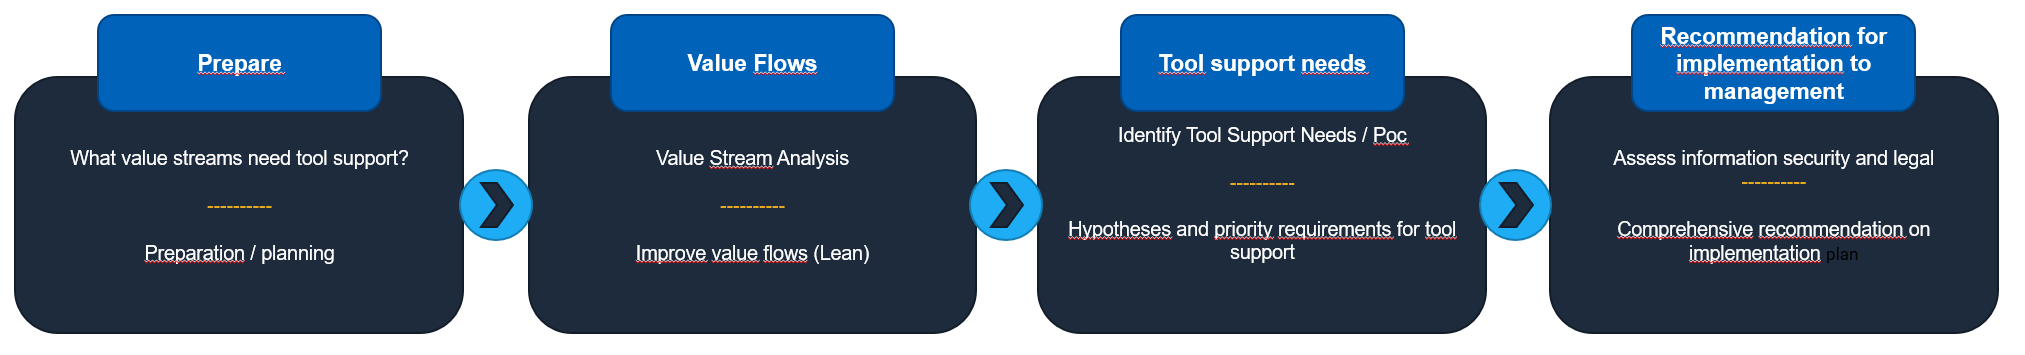 Prepare
What value streams need tool support?
----------
Preparation / planning
Value Flows
Value Stream Analysis
----------
Improve value flows (Lean)
Tool support needs
Identify Tool Support Needs / Poc
----------
Hypotheses and priority requirements for tool
support
Recommendation for
implementation to
management
Assess information security and legal
----------
Comprehensive recommendation on
implementation plan